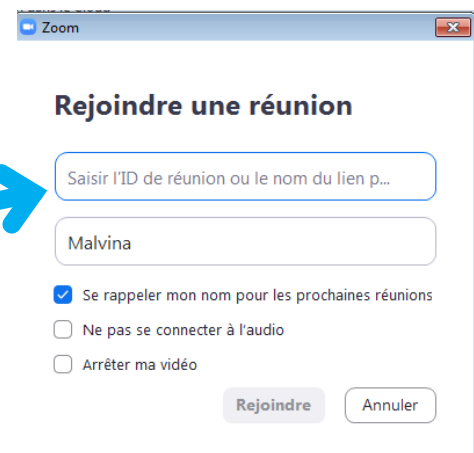 Zoom
Rejoindre une réunion
Saisir l'ID de réunion ou le nom du lien p...
Malvina
Se rappeler mon nom pour les prochaines réunions
Ne pas se connecter à l'audio
Arrêter ma vidéo
Rejoindre Annuler